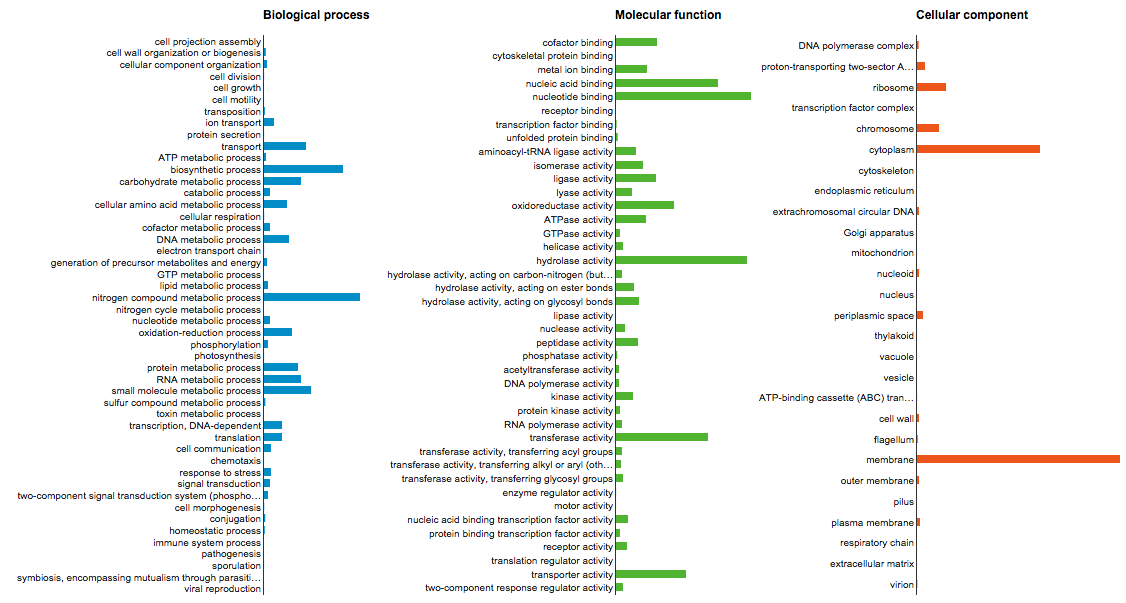 Biological process
cell projection assembly
cell wall organization or biogenesis
cellular component organization
cell division
cell growth
cell motility
transposition
ion transport
protein secretion
transport
ATP metabolic process
biosynthetic process
carbohydrate metabolic process
catabolic process
cellular amino acid metabolic process
cellular respiration
cofactor metabolic process
DNA metabolic process
electron transport chain
generation of precursor metabolites and energy
GTP metabolic process
lipid metabolic process
nitrogen compound metabolic process
nitrogen cycle metabolic process
nucleotide metabolic process
oxidation-reduction process
phosphorylation
photosynthesis
protein metabolic process
RNA metabolic process
small molecule metabolic process
sulfur compound metabolic process
toxin metabolic process
transcription, DNA-dependent
translation
cell communication
chemotaxis
response to stress
signal transduction
two-component signal transduction system (phospho…
cell morphogenesis
conjugation
homeostatic process
immune system process
pathogenesis
sporulation
symbiosis, encompassing mutualism through parasiti…
viral reproduction
Molecular function
cofactor binding
cytoskeletal protein binding
metal ion binding
nucleic acid binding
nucleotide binding
receptor binding
transcription factor binding
unfolded protein binding
aminoacyl-tRNA ligase activity
isomerase activity
ligase activity
lyase activity
oxidoreductase activity
ATPase activity
GTPase activity
helicase activity
hydrolase activity
hydrolase activity, acting on carbon-nitrogen (but…
hydrolase activity, acting on ester bonds
hydrolase activity, acting on glycosyl bonds
lipase activity
nuclease activity
peptidase activity
phosphatase activity
acetyltransferase activity
DNA polymerase activity
kinase activity
protein kinase activity
RNA polymerase activity
transferase activity
transferase activity, transferring acyl groups
transferase activity, transferring alkyl or aryl (oth…
transferase activity, transferring glycosyl groups
enzyme regulator activity
motor activity
nucleic acid binding transcription factor activity
protein binding transcription factor activity
receptor activity
translation regulator activity
transporter activity
two-component response regulator activity
Cellular component
DNA polymerase complex
proton-transporting two-sector A…
ribosome
transcription factor complex
chromosome
cytoplasm
cytoskeleton
endoplasmic reticulum
extrachromosomal circular DNA
Golgi apparatus
mitochondrion
nucleoid
nucleus
periplasmic space
thylakoid
vacuole
vesicle
ATP-binding cassette (ABC) tran…
cell wall
flagellum
membrane
outer membrane
pilus
plasma membrane
respiratory chain
extracellular matrix
virion